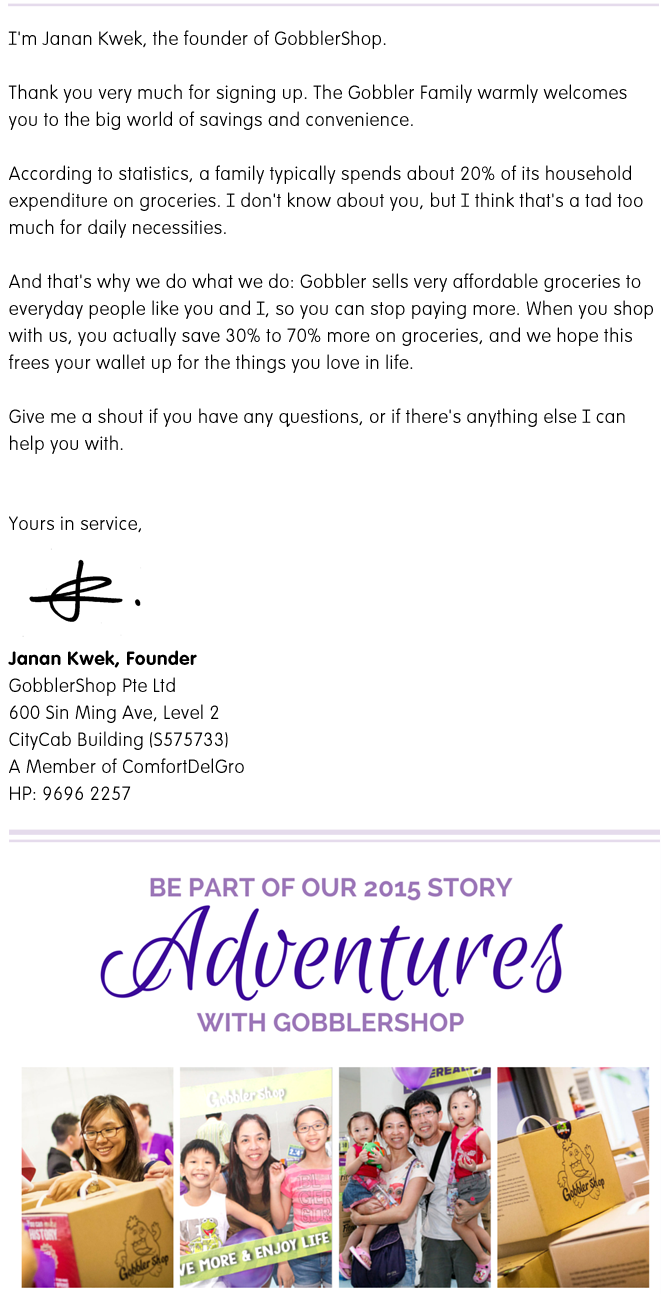 I'm Janan Kwek, the founder of GobblerShop.
Thank you very much for signing up. The Gobbler Family warmly welcomes
you to the big world of savings and convenience.
According to statistics, a family typically spends about 20% of its household
expenditure on groceries. I don't know about you, but I think that's a tad too
much for daily necessities.
And that's why we do what we do: Gobbler sells very affordable groceries to
everyday people like you and I, so you can stop paying more. When you shop
with us, you actually save 30% to 70% more on groceries, and we hope this
frees your wallet up for the things you love in life.
Give me a shout if you have any questions, or if there's anything else I can
help you with.
Yours in service,
Janan Kwek, Founder
GobblerShop Pte Ltd
600 Sin Ming Ave, Level 2
CityCab Building (S575733)
A Member of ComfortDelGro
HP: 9696 2257
BE PART OF OUR 2015 STORY
Adventures
WITH GOBBLERSHOP
Gobbler Shop
HISTORY
Gobbler Shop
VE MORE & ENJOY LIFE
EREAL
Gobbler Shop